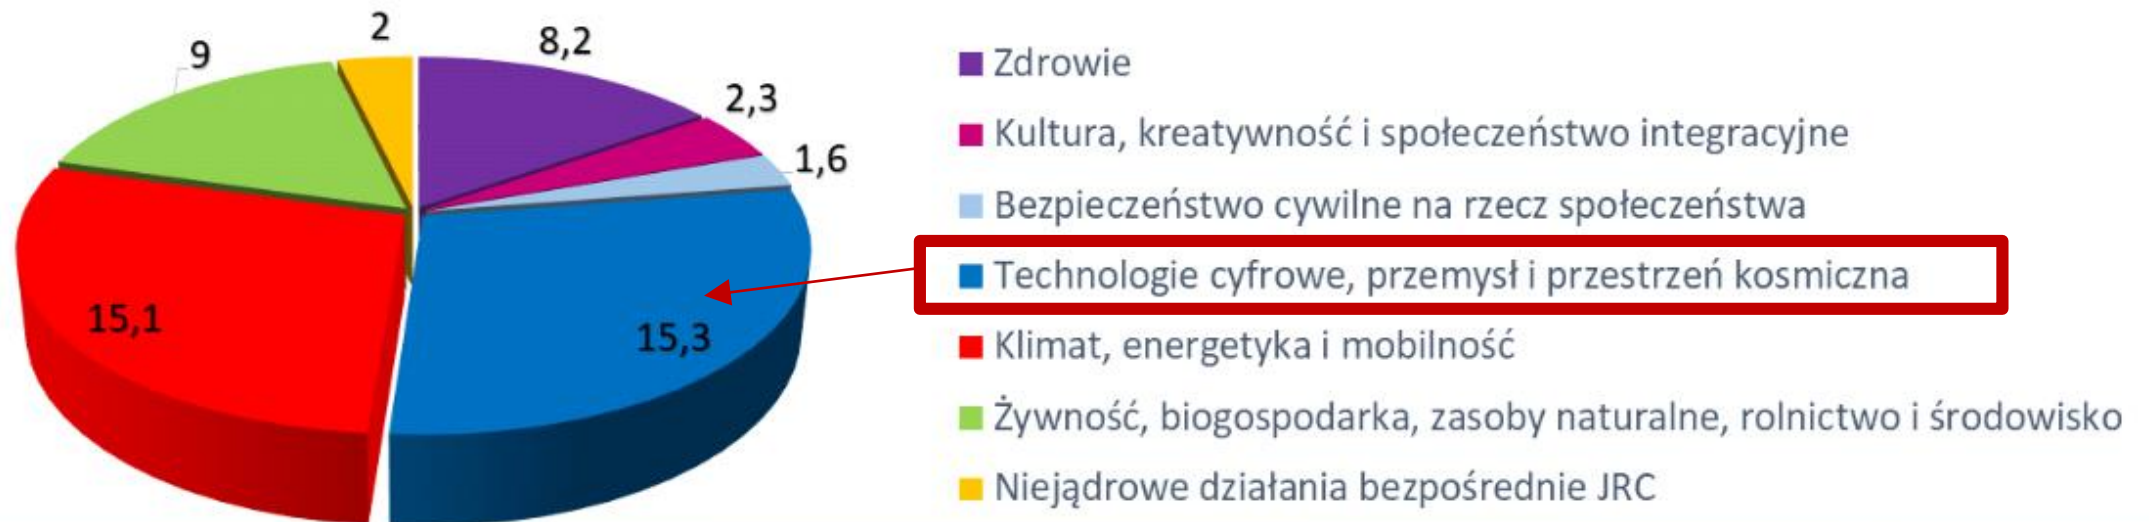 2
8,2
9
2,3
1,6
15,1
15,3
Zdrowie
Kultura, kreatywność i społeczeństwo integracyjne
Bezpieczeństwo cywilne na rzecz społeczeństwa
Technologie cyfrowe, przemysł i przestrzeń kosmiczna
Klimat, energetyka i mobilność
Żywność, biogospodarka, zasoby naturalne, rolnictwo i środowisko
Niejądrowe działania bezpośrednie JRC